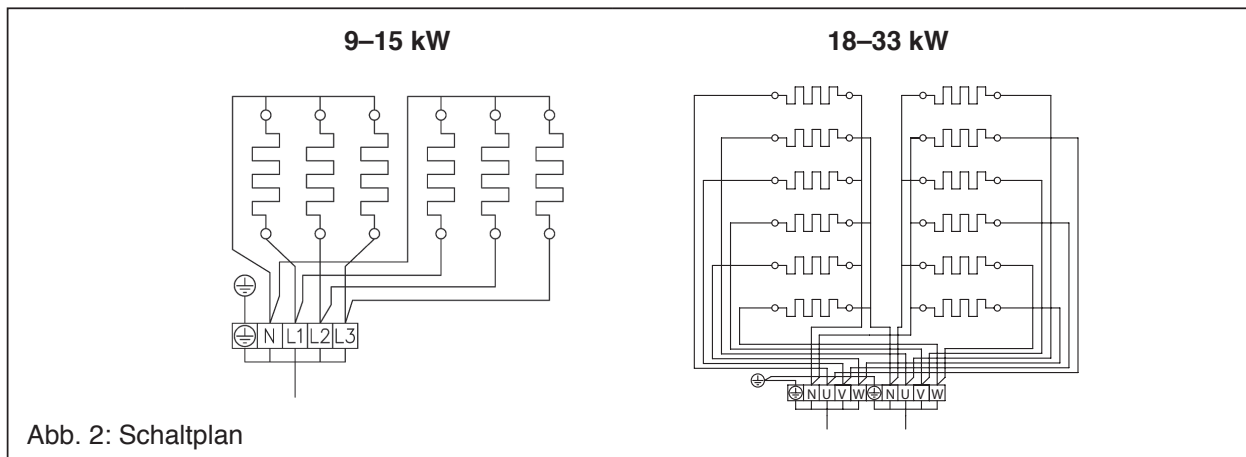 9–15 kW
18–33 kW
N L1 L2 L3
N U V W N U V W
Abb. 2: Schaltplan